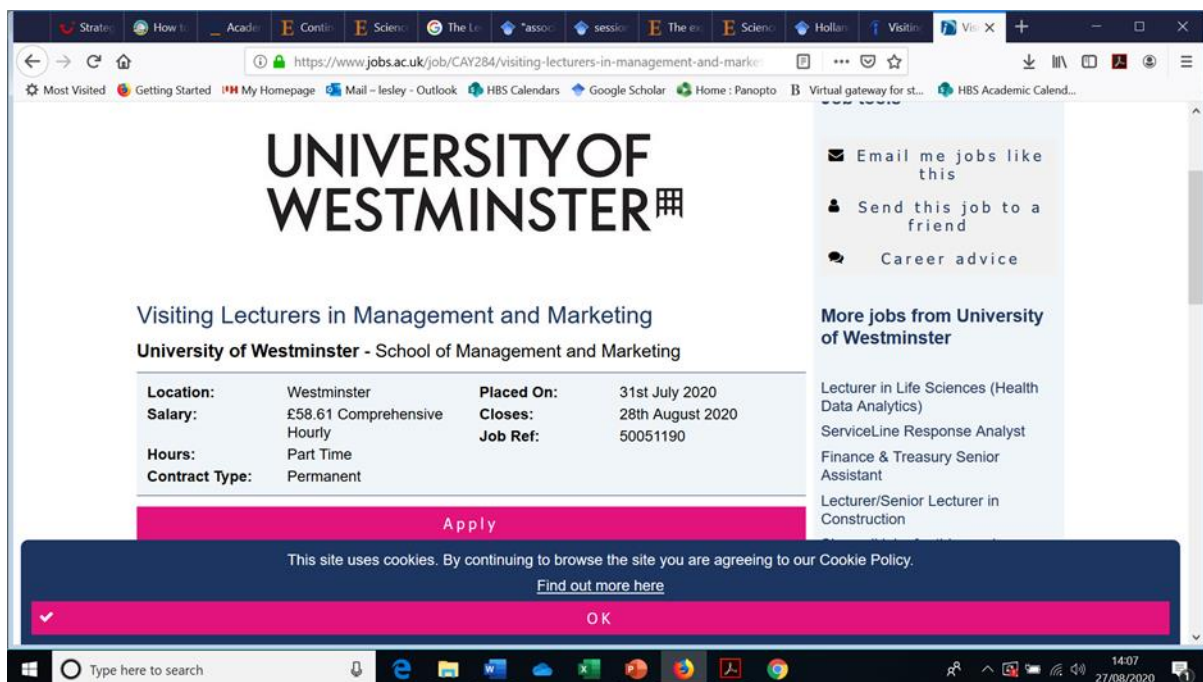 Strateg
How to
Acader
Contin
Scienc
The Le
"assoc
session
The ex
Scienc
Hollan
Visiting
Vis
https://www.jobs.ac.uk/job/CAY284/visiting-lecturers-in-management-and-market
Most Visited Getting Started My Homepage Mail – lesley - Outlook HBS Calendars Google Scholar Home : Panopto Virtual gateway for st... HBS Academic Calend...
UNIVERSITY OF
WESTMINSTER
Visiting Lecturers in Management and Marketing
University of Westminster - School of Management and Marketing
Location: Westminster
Salary: £58.61 Comprehensive
Hourly
Hours: Part Time
Contract Type: Permanent
Placed On: 31st July 2020
Closes: 28th August 2020
Job Ref: 50051190
Apply
Email me jobs like
this
Send this job to a
friend
Career advice
More jobs from University
of Westminster
Lecturer in Life Sciences (Health
Data Analytics)
ServiceLine Response Analyst
Finance & Treasury Senior
Assistant
Lecturer/Senior Lecturer in
Construction
This site uses cookies. By continuing to browse the site you are agreeing to our Cookie Policy.
Find out more here
OK
Type here to search
14:07
27/08/2020